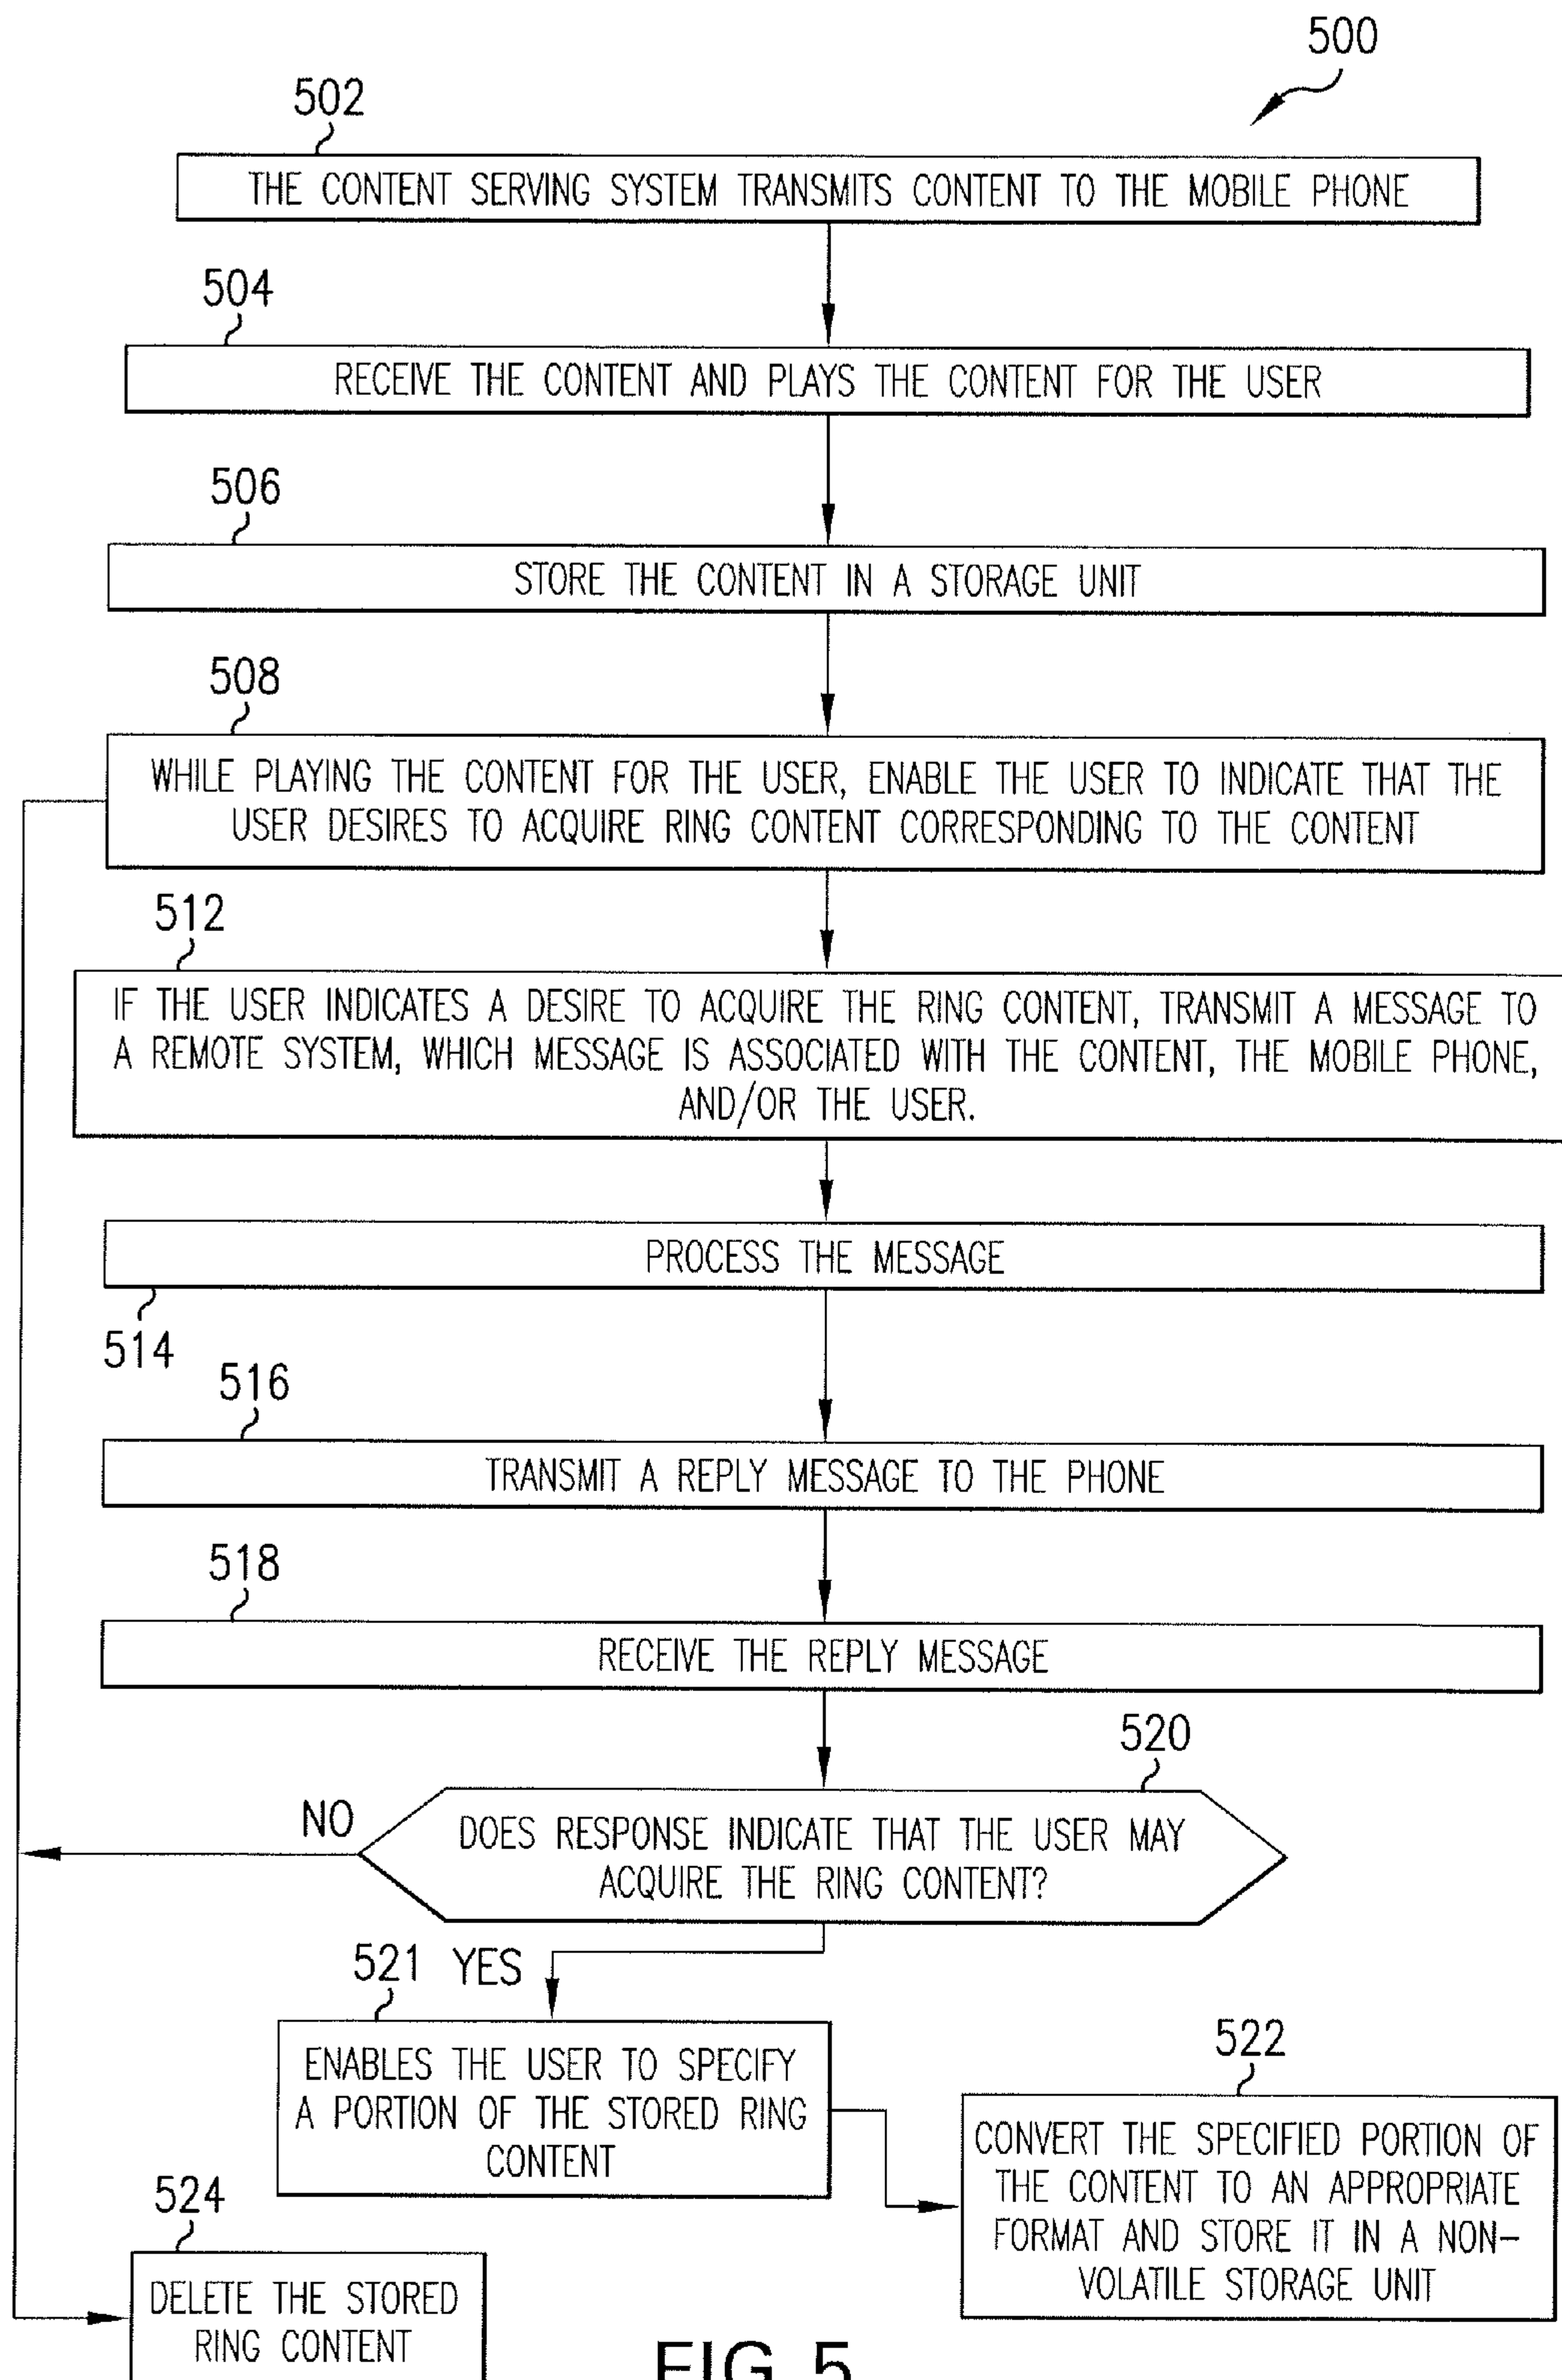 500
502
THE CONTENT SERVING SYSTEM TRANSMITS CONTENT TO THE MOBILE PHONE
504
RECEIVE THE CONTENT AND PLAYS THE CONTENT FOR THE USER
506
STORE THE CONTENT IN A STORAGE UNIT
508
WHILE PLAYING THE CONTENT FOR THE USER, ENABLE THE USER TO INDICATE THAT THE
USER DESIRES TO ACQUIRE RING CONTENT CORRESPONDING TO THE CONTENT
512
IF THE USER INDICATES A DESIRE TO ACQUIRE THE RING CONTENT, TRANSMIT A MESSAGE TO
A REMOTE SYSTEM, WHICH MESSAGE IS ASSOCIATED WITH THE CONTENT, THE MOBILE PHONE,
AND/OR THE USER.
PROCESS THE MESSAGE
514
516
TRANSMIT A REPLY MESSAGE TO THE PHONE
518
RECEIVE THE REPLY MESSAGE
520
NO
DOES RESPONSE INDICATE THAT THE USER MAY
ACQUIRE THE RING CONTENT?
521 YES
ENABLES THE USER TO SPECIFY
A PORTION OF THE STORED RING
CONTENT
522
CONVERT THE SPECIFIED PORTION OF
THE CONTENT TO AN APPROPRIATE
FORMAT AND STORE IT IN A NON-
VOLATILE STORAGE UNIT
524
DELETE THE STORED
RING CONTENT
FIG. 5